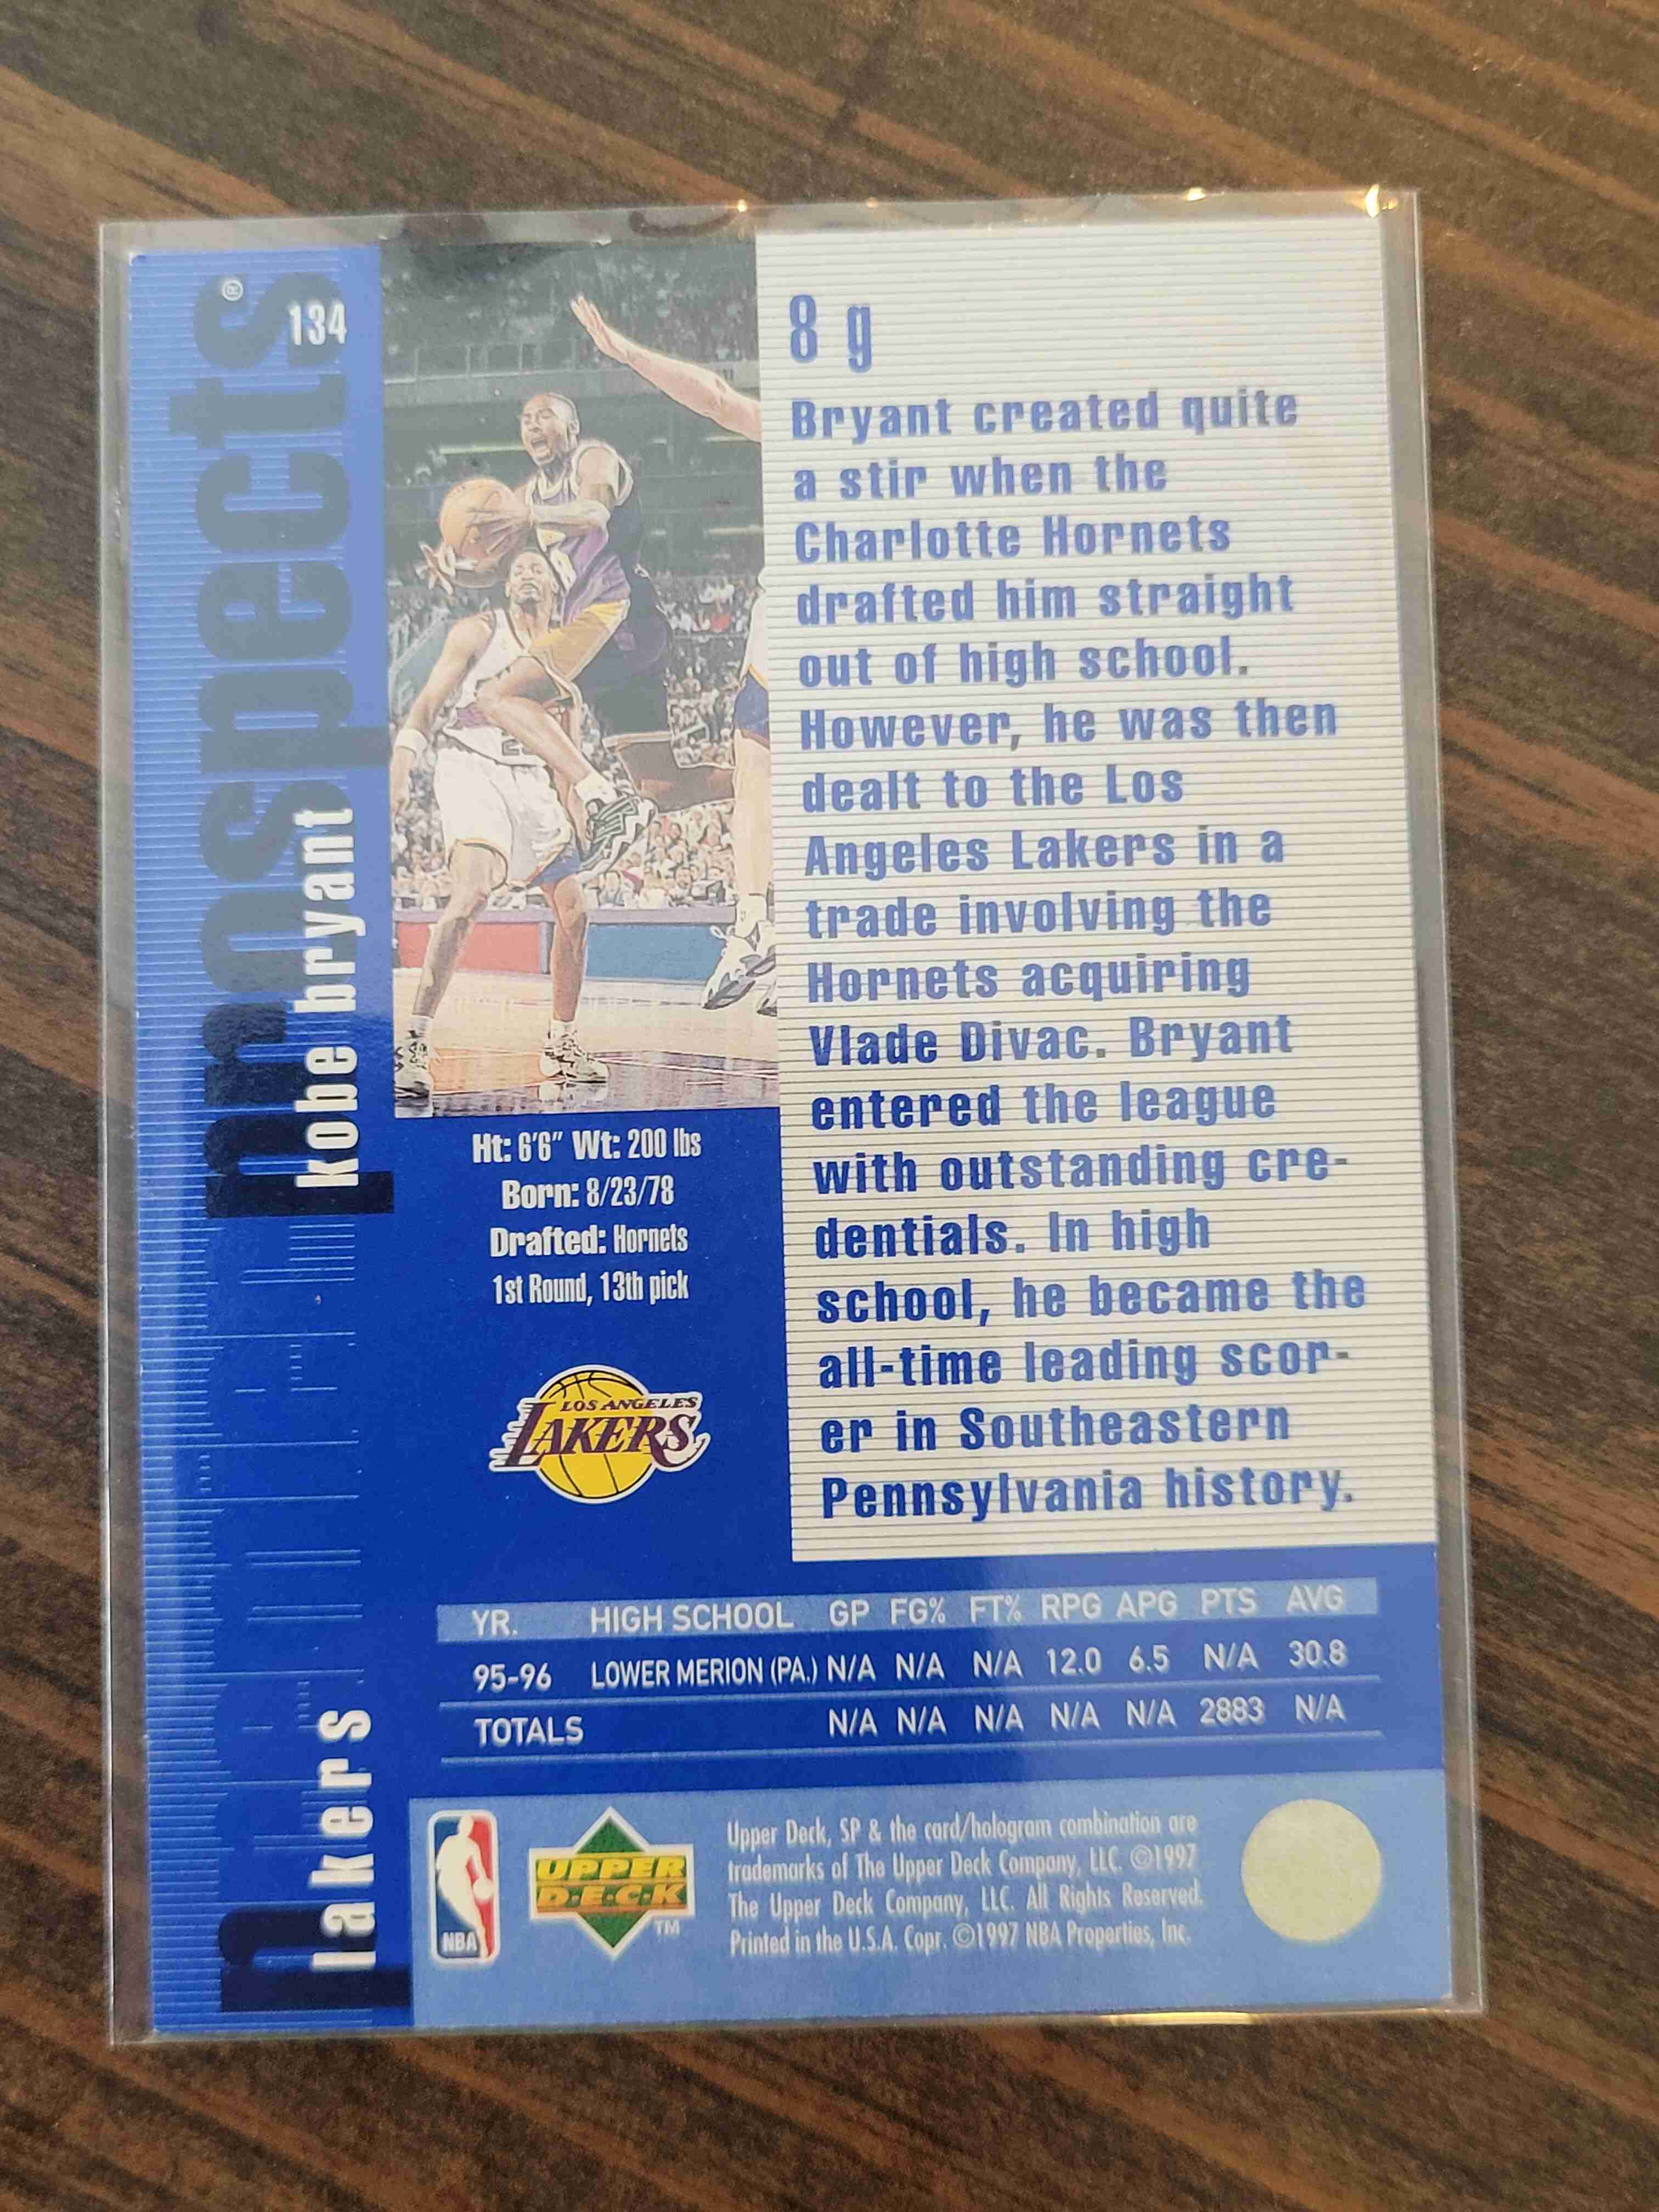 134
®
premier prospects
kobe bryant
lakers
8 g
Bryant created quite
a stir when the
Charlotte Hornets
drafted him straight
out of high school.
However, he was then
dealt to the Los
Angeles Lakers in a
trade involving the
Hornets acquiring
Vlade Divac. Bryant
entered the league
with outstanding cre-
dentials. In high
school, he became the
all-time leading scor-
er in Southeastern
Pennsylvania history.
Ht: 6'6" Wt: 200 lbs
Born: 8/23/78
Drafted: Hornets
1st Round, 13th pick
LOS ANGELES
LAKERS
YR. HIGH SCHOOL GP FG% FT% RPG APG PTS AVG
95-96 LOWER MERION (PA.) N/A N/A N/A 12.0 6.5 N/A 30.8
TOTALS N/A N/A N/A N/A N/A 2883 N/A
NBA
UPPER
D·E·C·K
TM
Upper Deck, SP & the card/hologram combination are
trademarks of The Upper Deck Company, LLC. ©1997
The Upper Deck Company, LLC. All Rights Reserved.
Printed in the U.S.A. Copr. ©1997 NBA Properties, Inc.